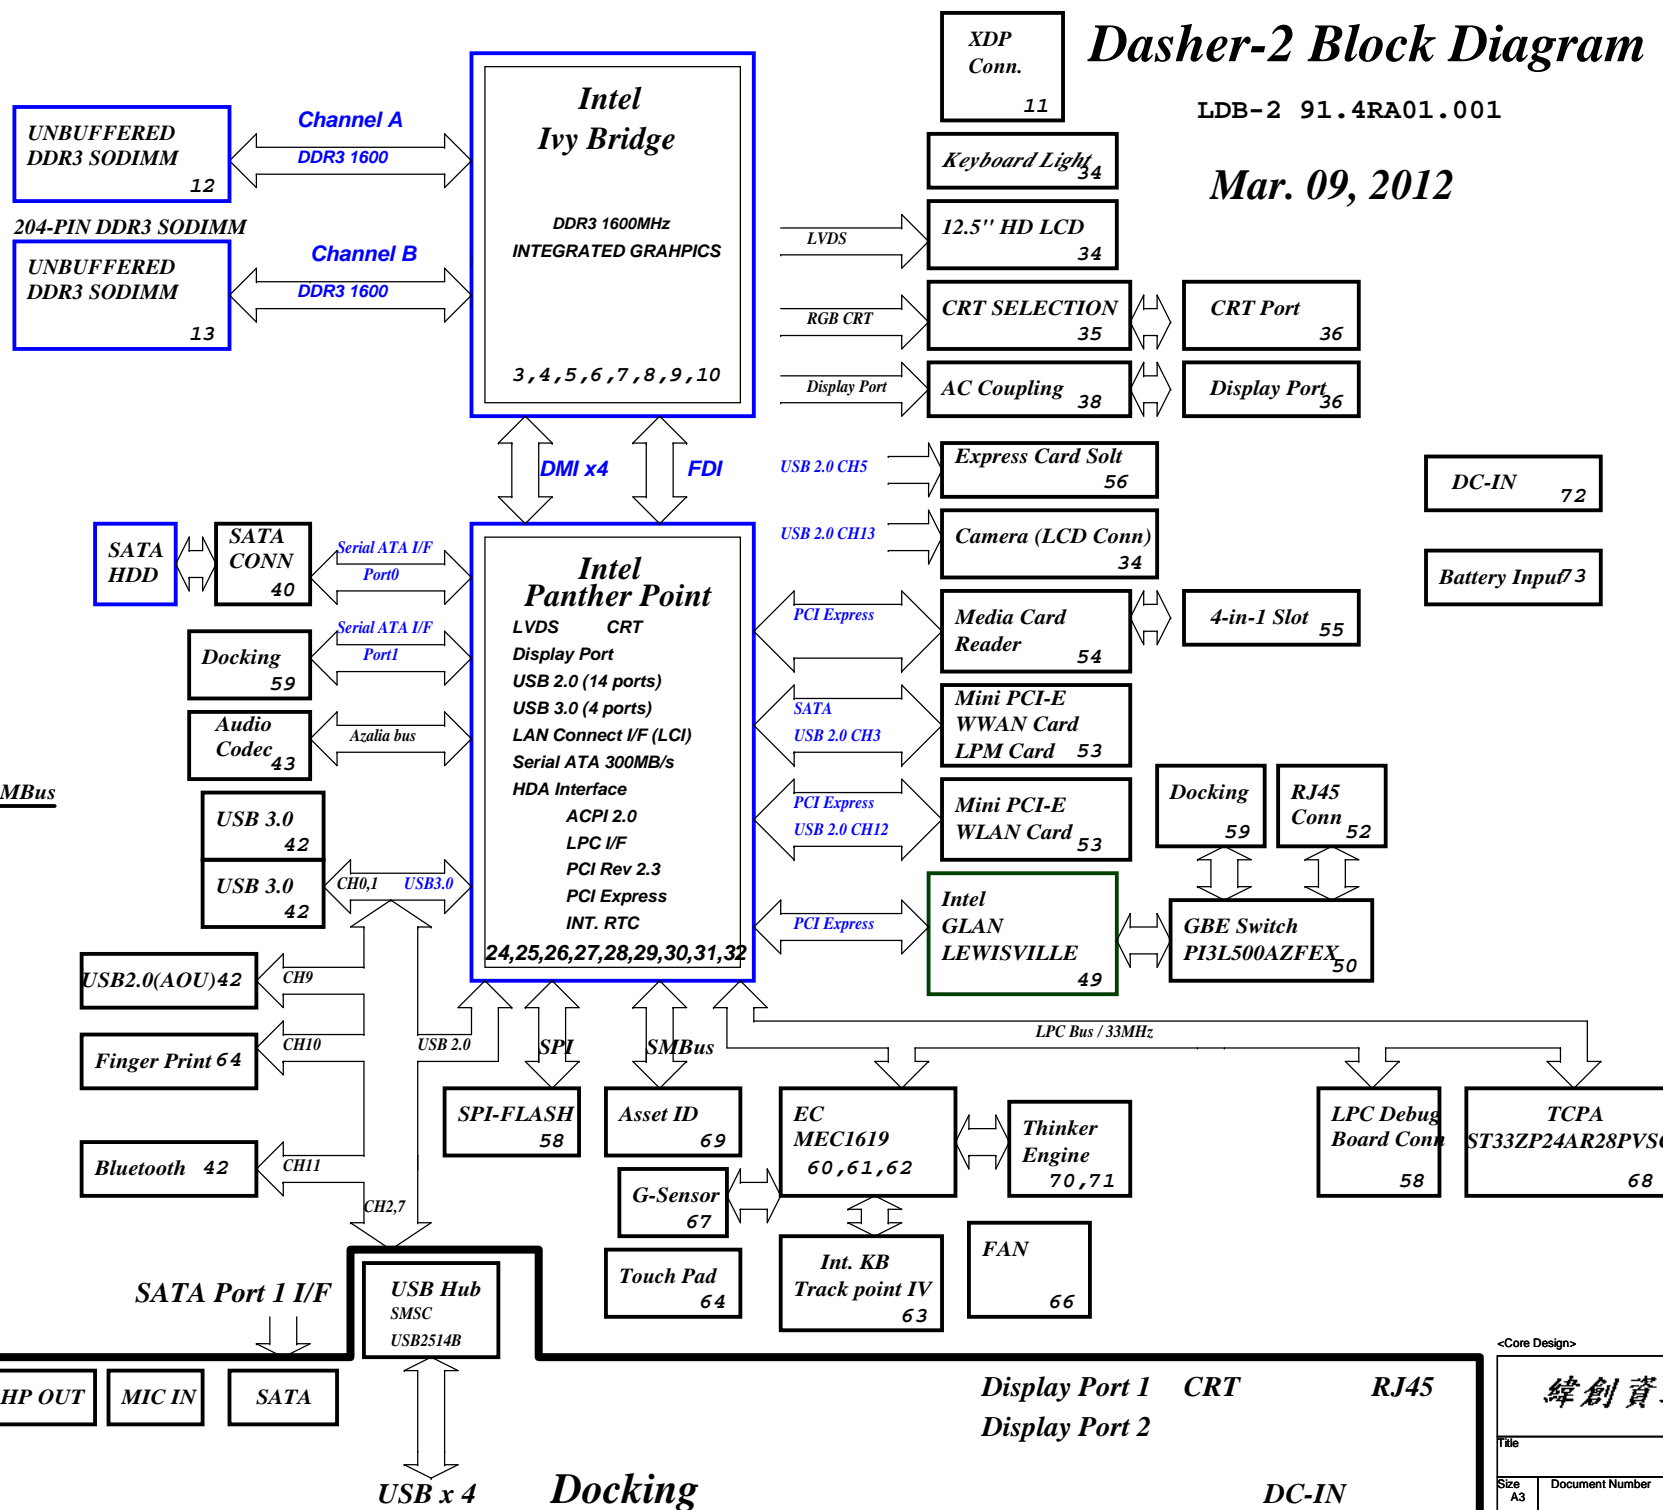 Dasher-2 Block Diagram
LDB-2 91.4RA01.001
Mar. 09, 2012
XDP
Conn.
11
Intel
Ivy Bridge
DDR3 1600MHz
INTEGRATED GRAHPICS
3,4,5,6,7,8,9,10
UNBUFFERED
DDR3 SODIMM
12
Channel A
DDR3 1600
204-PIN DDR3 SODIMM
UNBUFFERED
DDR3 SODIMM
13
Channel B
DDR3 1600
Keyboard Light
34
LVDS
12.5'' HD LCD
34
RGB CRT
CRT SELECTION
35
CRT Port
36
Display Port
AC Coupling
38
Display Port
36
DMI x4
FDI
USB 2.0 CH5
Express Card Solt
56
USB 2.0 CH13
Camera (LCD Conn)
34
DC-IN
72
Battery Input
73
SATA
HDD
SATA
CONN
40
Serial ATA I/F
Port0
Docking
59
Serial ATA I/F
Port1
Audio
Codec
43
Azalia bus
MBus
USB 3.0
42
USB 3.0
42
CH0,1
USB3.0
Intel
Panther Point
LVDS CRT
Display Port
USB 2.0 (14 ports)
USB 3.0 (4 ports)
LAN Connect I/F (LCI)
Serial ATA 300MB/s
HDA Interface
ACPI 2.0
LPC I/F
PCI Rev 2.3
PCI Express
INT. RTC
24,25,26,27,28,29,30,31,32
PCI Express
Media Card
Reader
54
4-in-1 Slot
55
SATA
USB 2.0 CH3
Mini PCI-E
WWAN Card
LPM Card
53
PCI Express
USB 2.0 CH12
Mini PCI-E
WLAN Card
53
Docking
59
RJ45
Conn
52
PCI Express
Intel
GLAN
LEWISVILLE
49
GBE Switch
PI3L500AZFEX
50
USB2.0(AOU)
42
CH9
Finger Print
64
CH10
Bluetooth
42
CH11
CH2,7
USB 2.0
SPI
SMBus
LPC Bus / 33MHz
SPI-FLASH
58
Asset ID
69
EC
MEC1619
60,61,62
Thinker
Engine
70,71
LPC Debug
Board Conn
58
TCPA
ST33ZP24AR28PVS
68
G-Sensor
67
Touch Pad
64
Int. KB
Track point IV
63
FAN
66
SATA Port 1 I/F
USB Hub
SMSC
USB2514B
HP OUT
MIC IN
SATA
USB x 4
Docking
Display Port 1
CRT
RJ45
Display Port 2
DC-IN
<Core Design>
緯創資
Title
Size
A3
Document Number